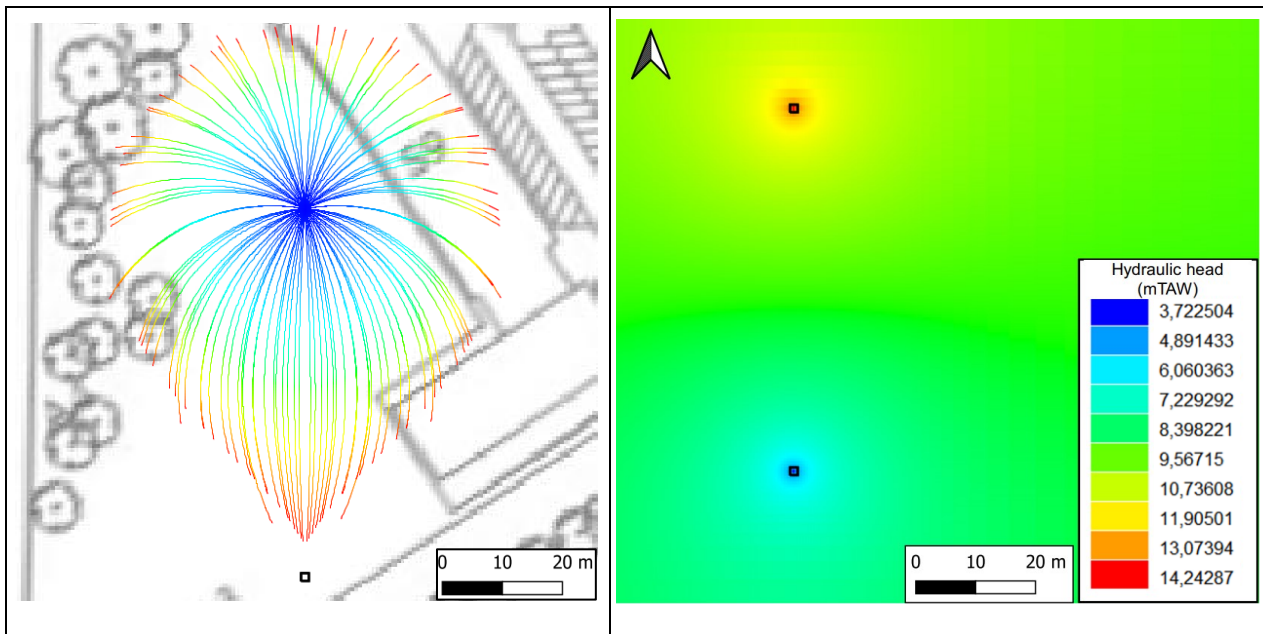 0 10 20 m
Hydraulic head
(mTAW)
3,722504
4,891433
6,060363
7,229292
8,398221
9,56715
10,73608
11,90501
13,07394
14,24287
0 10 20 m